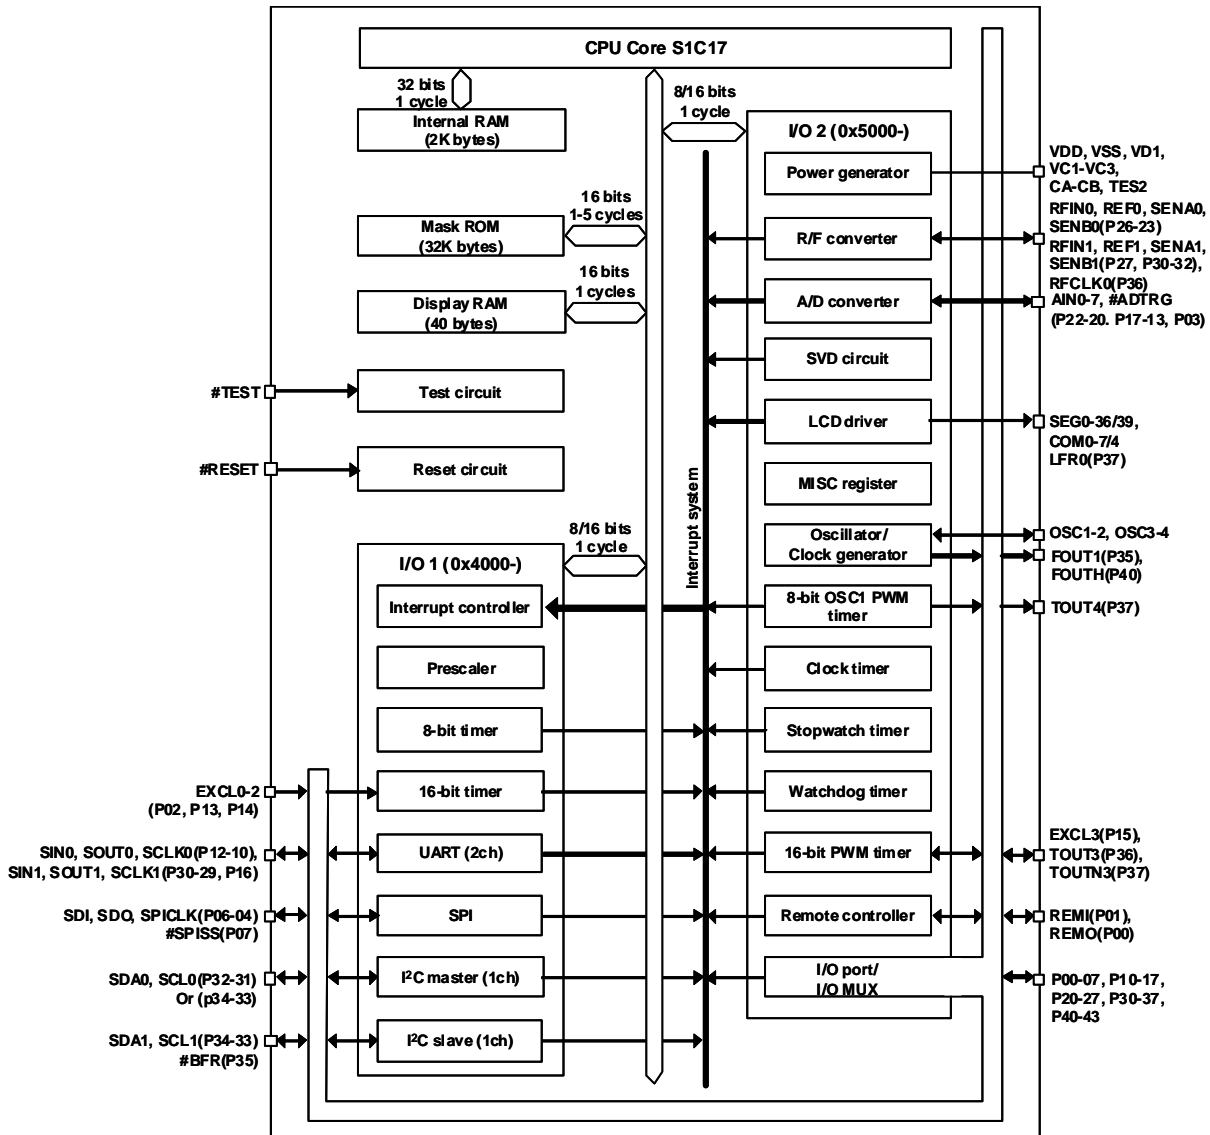 CPU Core S1C17
32 bits
1 cycle
8/16 bits
1 cycle
Internal RAM
(2K bytes)
I/O 2 (0x5000-)
Power generator
VDD, VSS, VD1,
VC1-VC3,
CA-CB, TES2
16 bits
1-5 cycles
Mask ROM
(32K bytes)
R/F converter
RFIN0, REF0, SENA0,
SENB0(P26-23)
RFIN1, REF1, SENA1,
SENB1(P27, P30-32),
RFCLK0(P36)
16 bits
1 cycles
Display RAM
(40 bytes)
A/D converter
AIN0-7, #ADTRG
(P22-20. P17-13, P03)
SVD circuit
#TEST
Test circuit
LCD driver
SEG0-36/39,
COM0-7/4
LFR0(P37)
#RESET
Reset circuit
MISC register
Interrupt system
8/16 bits
1 cycle
Oscillator/
Clock generator
OSC1-2, OSC3-4
FOUT1(P35),
FOUTH(P40)
I/O 1 (0x4000-)
Interrupt controller
8-bit OSC1 PWM
timer
TOUT4(P37)
Prescaler
Clock timer
8-bit timer
Stopwatch timer
EXCL0-2
(P02, P13, P14)
16-bit timer
Watchdog timer
SIN0, SOUT0, SCLK0(P12-10),
SIN1, SOUT1, SCLK1(P30-29, P16)
UART (2ch)
16-bit PWM timer
EXCL3(P15),
TOUT3(P36),
TOUTN3(P37)
SDI, SDO, SPICLK(P06-04)
#SPISS(P07)
SPI
Remote controller
REMI(P01),
REMO(P00)
SDA0, SCL0(P32-31)
Or (p34-33)
I²C master (1ch)
I/O port/
I/O MUX
P00-07, P10-17,
P20-27, P30-37,
P40-43
SDA1, SCL1(P34-33)
#BFR(P35)
I²C slave (1ch)